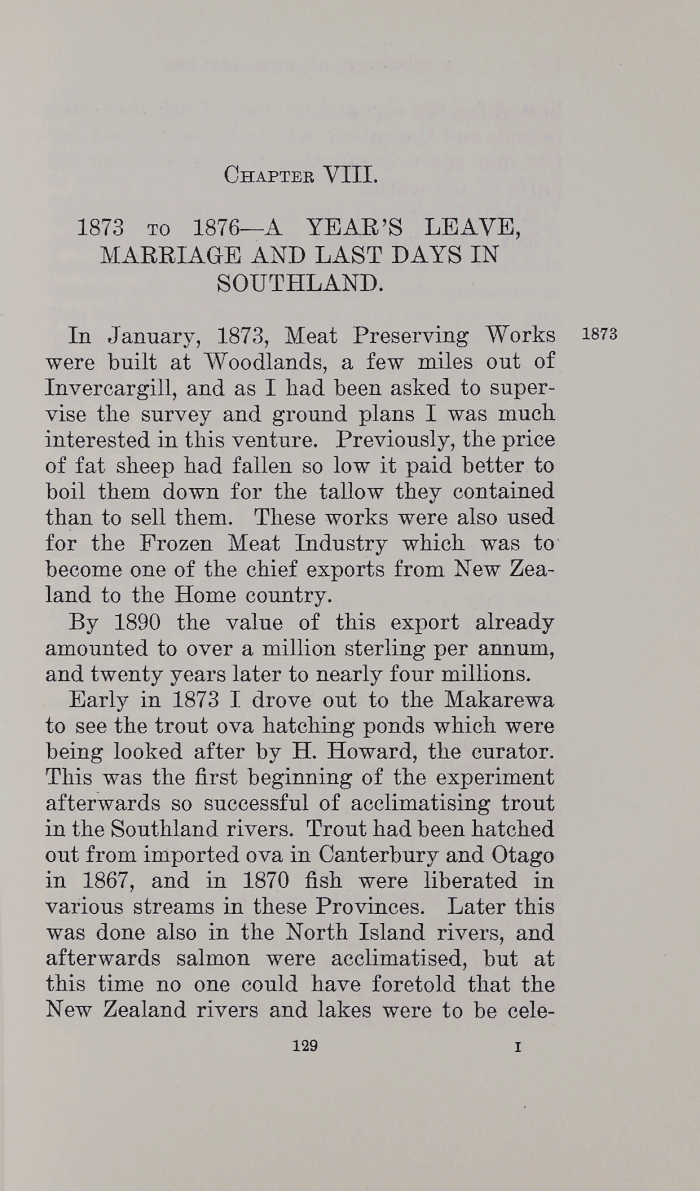 CHAPTER VIII.
1873 TO 1876—A YEAR'S LEAVE,
MARRIAGE AND LAST DAYS IN
SOUTHLAND.
In January, 1873, Meat Preserving Works 1873
were built at Woodlands, a few miles out of
Invercargill, and as I had been asked to super-
vise the survey and ground plans I was much
interested in this venture. Previously, the price
of fat sheep had fallen so low it paid better to
boil them down for the tallow they contained
than to sell them. These works were also used
for the Frozen Meat Industry which was to
become one of the chief exports from New Zea-
land to the Home country.
By 1890 the value of this export already
amounted to over a million sterling per annum,
and twenty years later to nearly four millions.
Early in 1873 I drove out to the Makarewa
to see the trout ova hatching ponds which were
being looked after by H. Howard, the curator.
This was the first beginning of the experiment
afterwards so successful of acclimatising trout
in the Southland rivers. Trout had been hatched
out from imported ova in Canterbury and Otago
in 1867, and in 1870 fish were liberated in
various streams in these Provinces. Later this
was done also in the North Island rivers, and
afterwards salmon were acclimatised, but at
this time no one could have foretold that the
New Zealand rivers and lakes were to be cele-
129 I